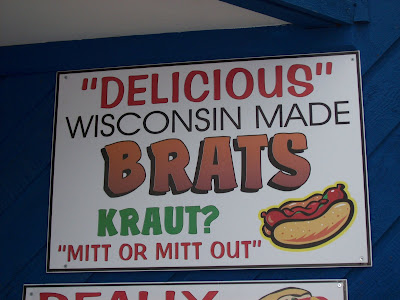 "DELICIOUS"
WISCONSIN MADE
BRATS
KRAUT?
"MITT OR MITT OUT"